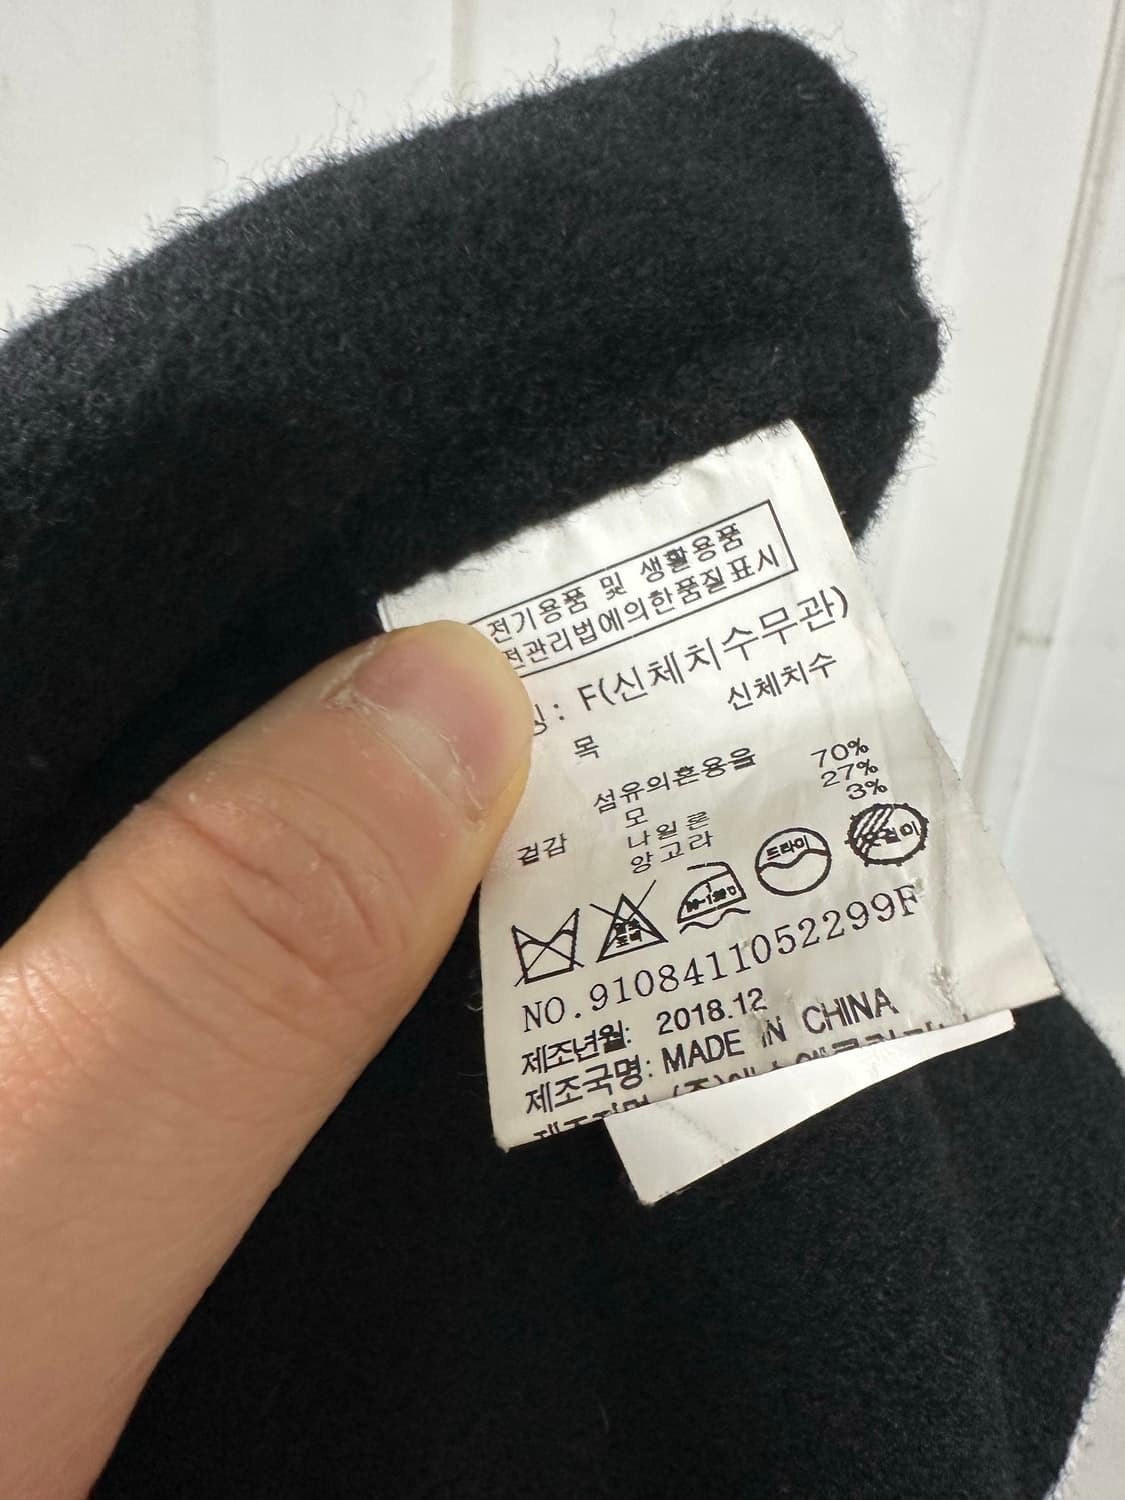 전기용품 및 생활용품
전관리법에의한품질표시
: F(신체치수무관)
신체치수
목
섬유의혼용율
겉감 모 70%
나일론 27%
앙고라 3%
드라이
옷걸이
NO.9108411052299F
제조년월: 2018.12
제조국명: MADE IN CHINA